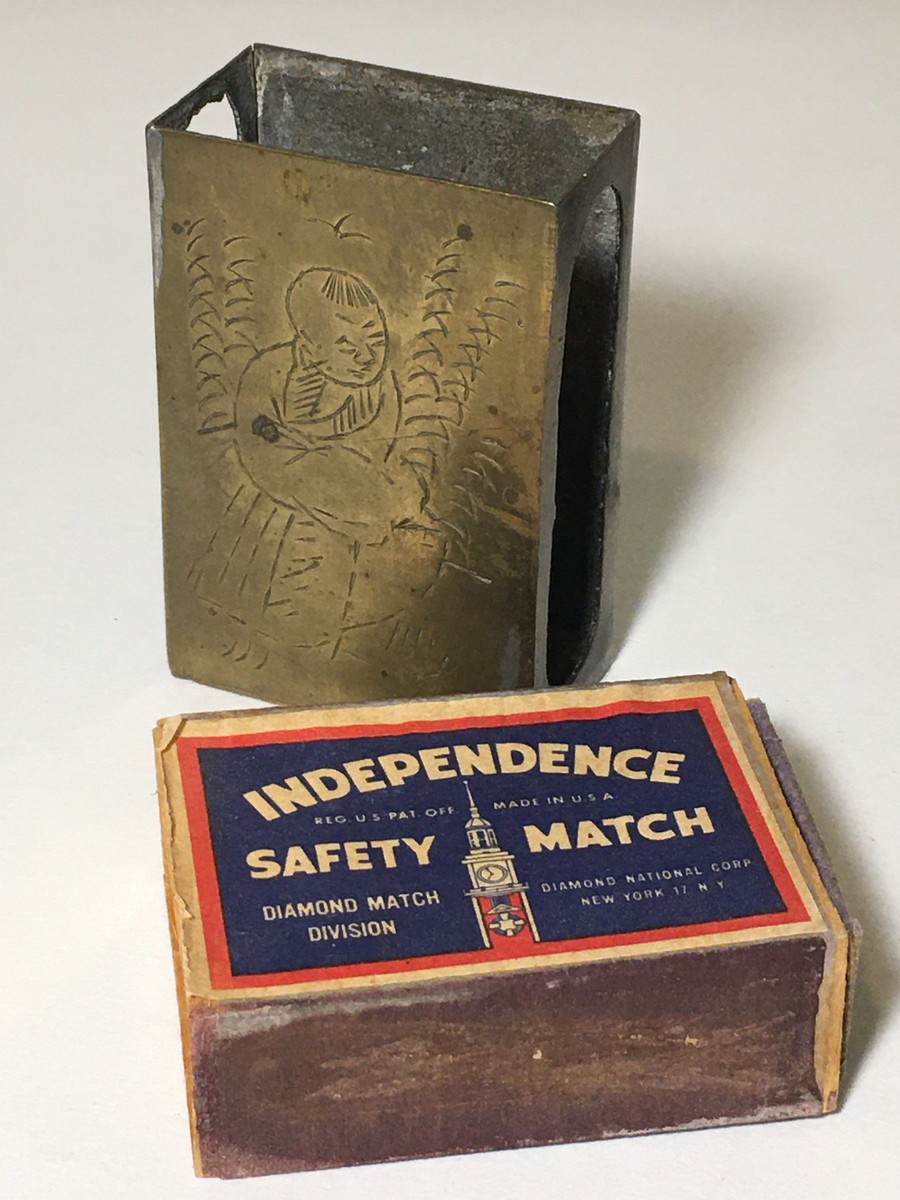 INDEPENDENCE
REG. U.S. PAT. OFF. MADE IN U.S.A
SAFETY MATCH
DIAMOND MATCH
DIVISION
DIAMOND NATIONAL CORP.
NEW YORK 17 N Y